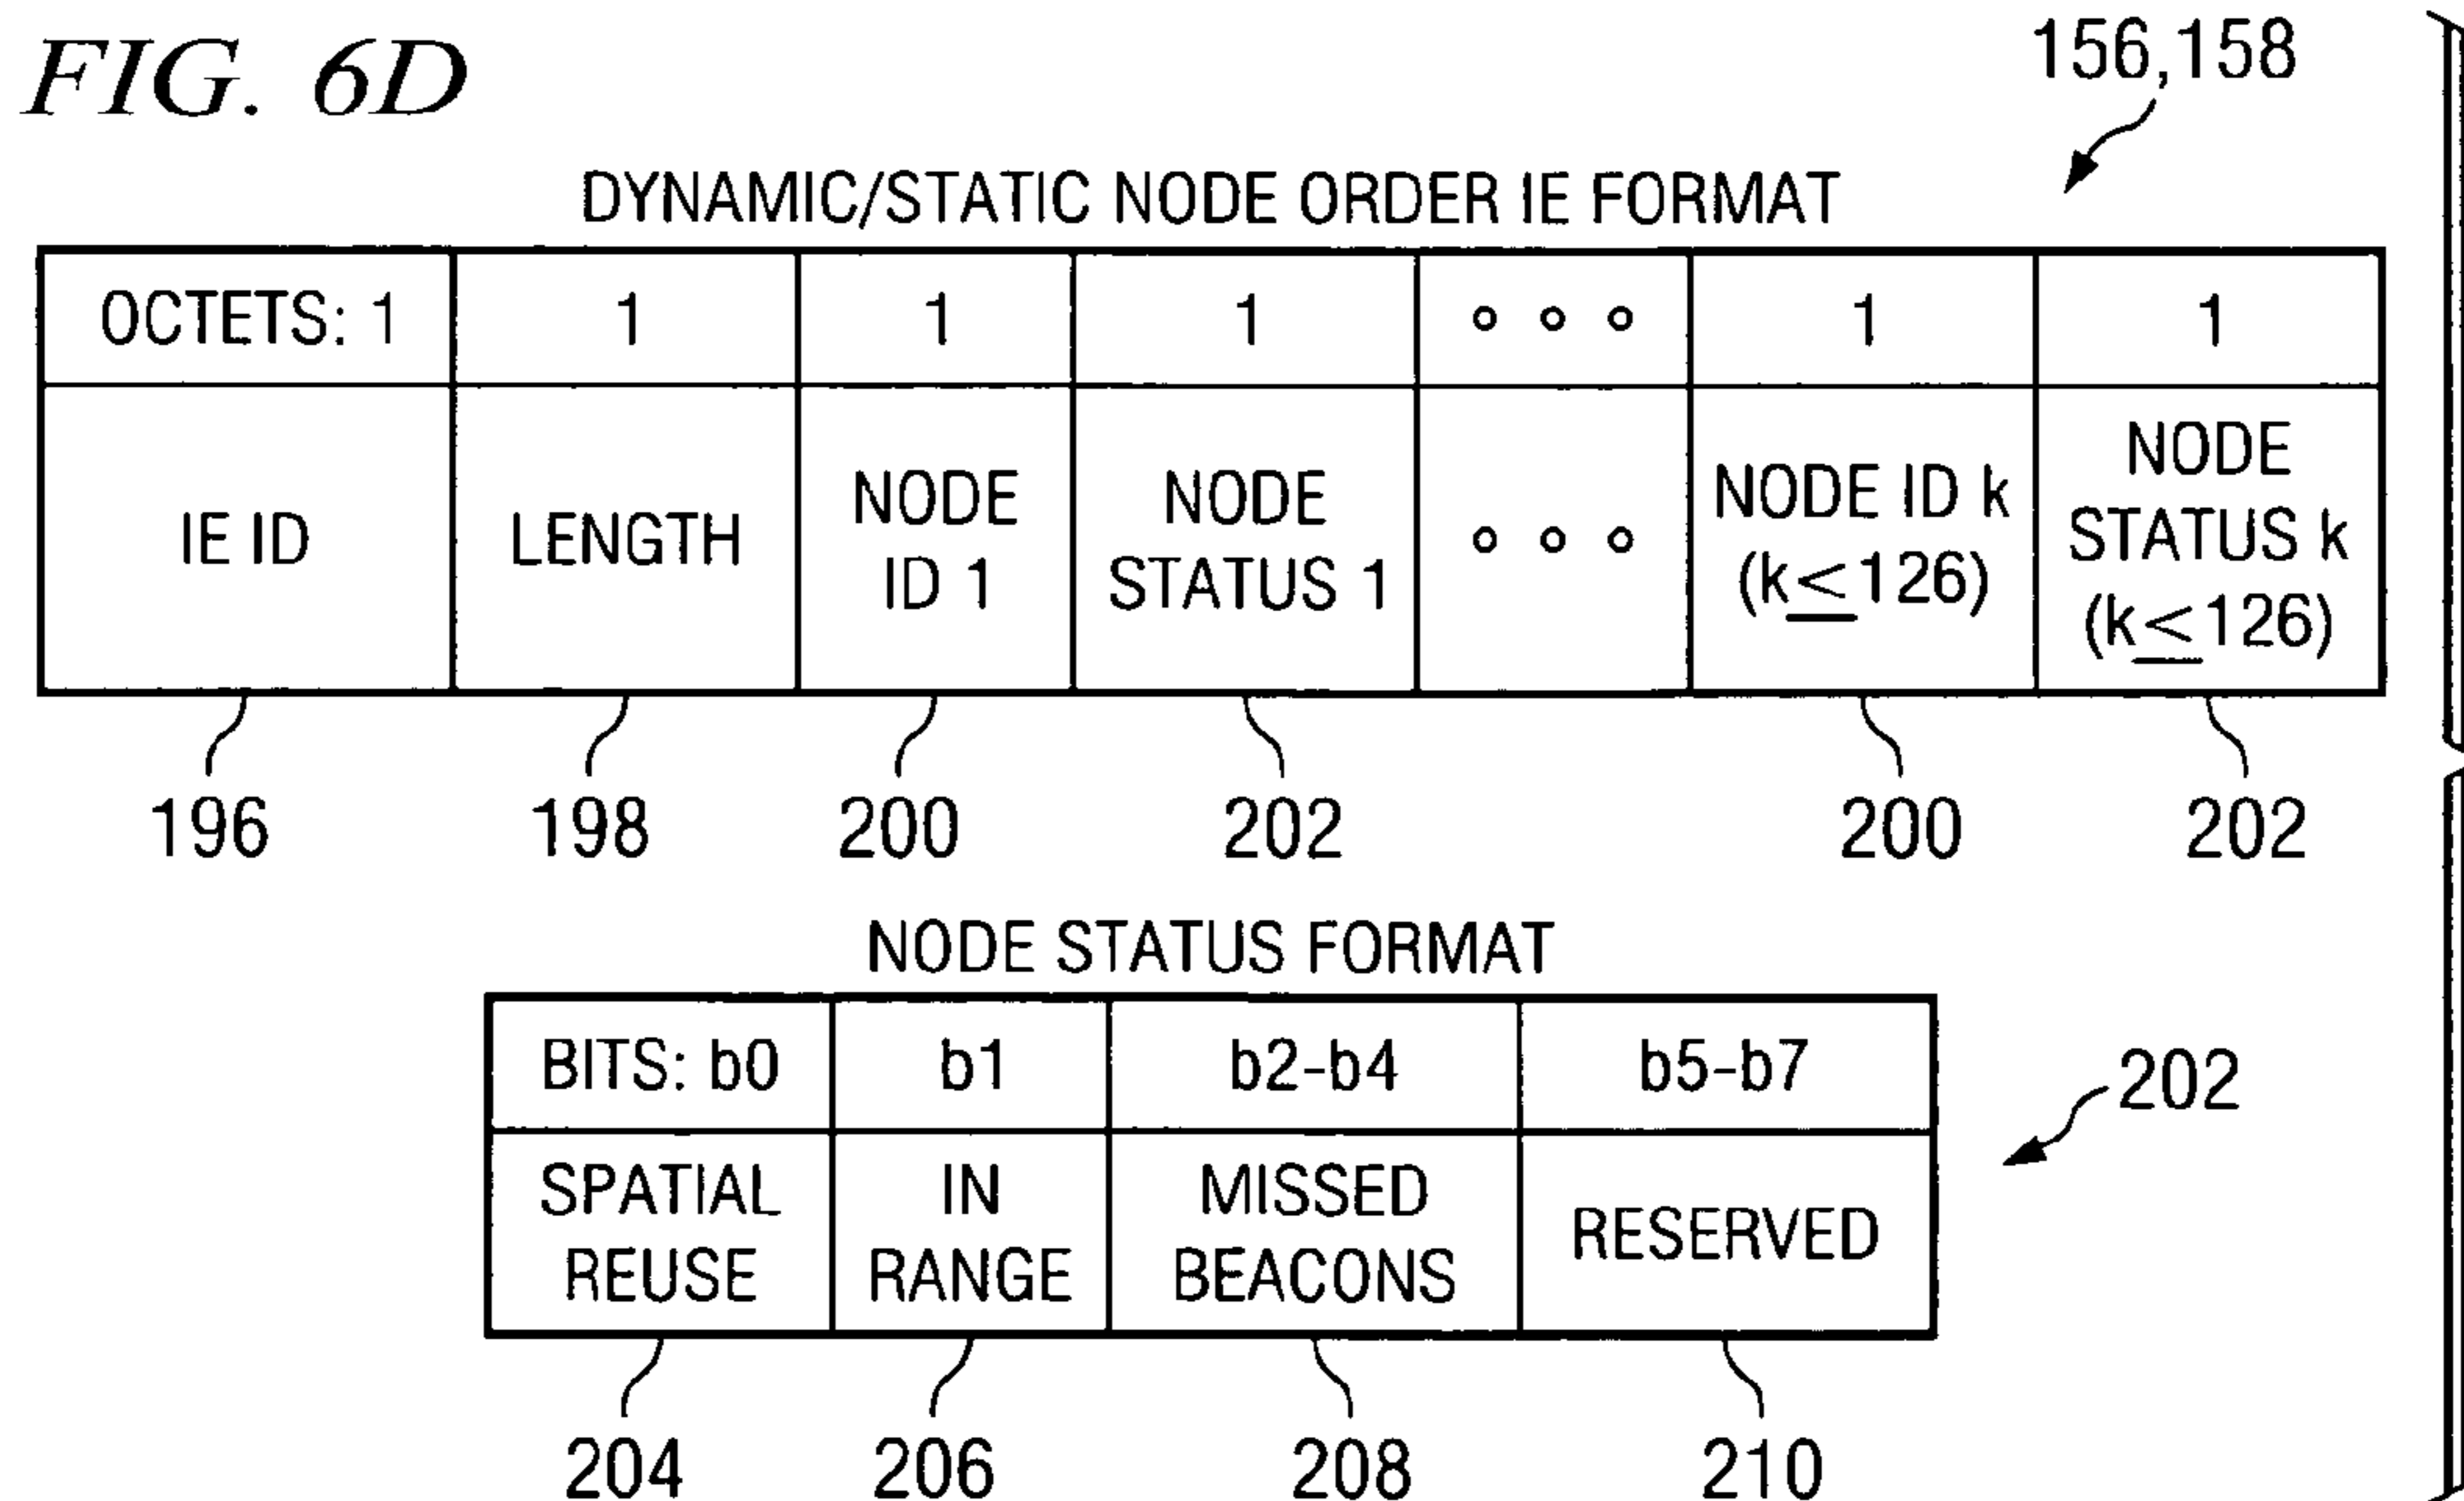 FIG. 6D
156,158
DYNAMIC/STATIC NODE ORDER IE FORMAT
OCTETS: 1 1 1 1 ∘ ∘ ∘ 1 1
IE ID
LENGTH
NODE
ID 1
NODE
STATUS 1
∘ ∘ ∘
NODE ID k
(k≤126)
NODE
STATUS k
(k≤126)
196 198 200 202 200 202
NODE STATUS FORMAT
BITS: b0 b1 b2-b4 b5-b7
202
SPATIAL
REUSE
IN
RANGE
MISSED
BEACONS
RESERVED
204 206 208 210